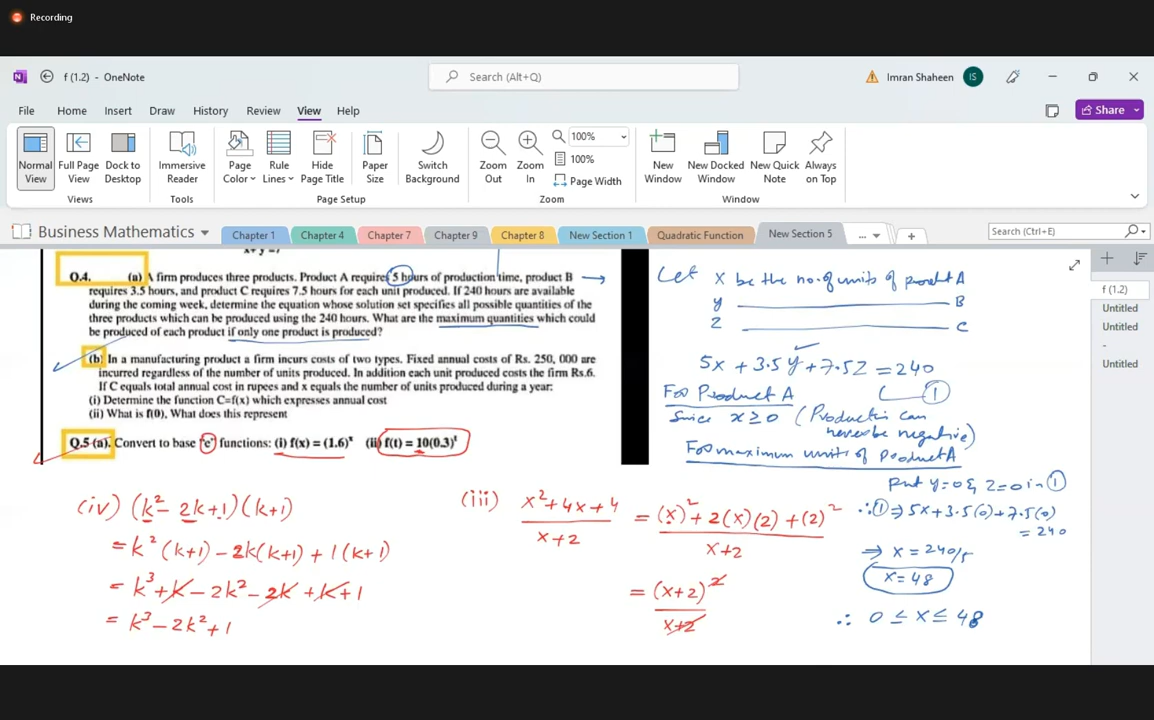 Recording
f (1.2) - OneNote
Search (Alt+Q)
Imran Shaheen
IS
File Home Insert Draw History Review View Help
Share
Normal View
Full Page View
Dock to Desktop
Immersive Reader
Page Color
Rule Lines
Hide Page Title
Paper Size
Switch Background
Zoom Out
Zoom In
100%
100%
Page Width
New Window
New Docked Window
New Quick Note
Always on Top
Views
Tools
Page Setup
Zoom
Window
Business Mathematics
Chapter 1
Chapter 4
Chapter 7
Chapter 9
Chapter 8
New Section 1
Quadratic Function
New Section 5
...
Search (Ctrl+E)
f (1.2)
Untitled
Untitled
-
Untitled
Q.4. (a) A firm produces three products. Product A requires 5 hours of production time, product B
requires 3.5 hours, and product C requires 7.5 hours for each unit produced. If 240 hours are available
during the coming week, determine the equation whose solution set specifies all possible quantities of the
three products which can be produced using the 240 hours. What are the maximum quantities which could
be produced of each product if only one product is produced?
(b) In a manufacturing product a firm incurs costs of two types. Fixed annual costs of Rs. 250, 000 are
incurred regardless of the number of units produced. In addition each unit produced costs the firm Rs.6.
If C equals total annual cost in rupees and x equals the number of units produced during a year:
(i) Determine the function C=f(x) which expresses annual cost
(ii) What is f(0), What does this represent
Q.5 (a). Convert to base "e" functions: (i) f(x) = (1.6)ˣ (ii) f(t) = 10(0.3)ᵗ
Let x be the no. of units of product A
y B
z C
5x + 3.5y + 7.5z = 240
①
For Product A
Since x ≥ 0 (Production can
never be negative)
For maximum units of Product A
Put y=0 & z=0 in ①
∴ ① ⇒ 5x + 3.5(0) + 7.5(0)
= 240
⇒ x = 240/5
x = 48
∴ 0 ≤ x ≤ 48
(iv) (k² - 2k + 1)(k+1)
= k²(k+1) - 2k(k+1) + 1(k+1)
= k³ + k - 2k² - 2k + k + 1
= k³ - 2k² + 1
(iii) x² + 4x + 4 = (x)² + 2(x)(2) + (2)²
x+2 x+2
= (x+2)²
x+2